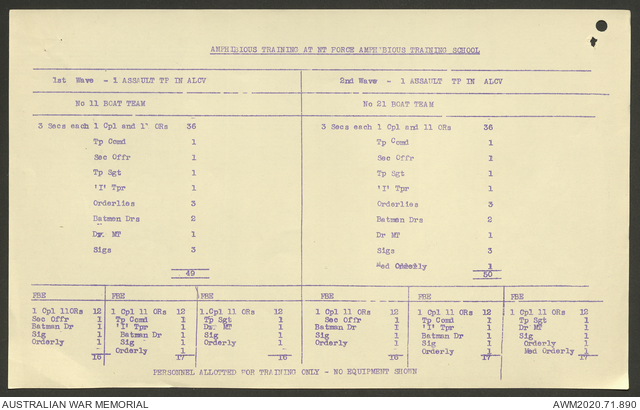 AMPHIBIOUS TRAINING AT NT FORCE AMPHIBIOUS TRAINING SCHOOL
1st Wave - 1 ASSAULT TP IN ALCV
No 11 BOAT TEAM
3 Secs each 1 Cpl and 1" ORs 36
Tp Comd 1
Sec Offr 1
Tp Sgt 1
'I' Tpr 1
Orderlies 3
Batmen Drs 2
Dr MT 1
Sigs 3
49
2nd Wave - 1 ASSAULT TP IN ALCV
No 21 BOAT TEAM
3 Secs each 1 Cpl and 11 ORs 36
Tp Comd 1
Sec Offr 1
Tp Sgt 1
'I' Tpr 1
Orderlies 3
Batmen Drs 2
Dr MT 1
Sigs 3
Med Orderly 1
50
FBE
1 Cpl 11ORs 12
Sec Offr 1
Batman Dr 1
Sig 1
Orderly 1
16
FBE
1 Cpl 11 ORs 12
Tp Comd 1
'I' Tpr 1
Batman Dr 1
Sig 1
Orderly 1
17
1.Cpl 11 ORs 12
Tp Sgt 1
Dr MT 1
Sig 1
Orderly 1
16
FBE
1 Cpl 11 ORs 12
Sec Offr 1
Batman Dr 1
Sig 1
Orderly 1
16
FBE
1 Cpl 11 ORs 12
Tp Comd 1
'I' Tpr 1
Batman Dr 1
Sig 1
Orderly 1
17
FBE
1 Cpl 11 ORs 12
Tp Sgt 1
Dr MT 1
Sig 1
Orderly 1
Med Orderly 1
17
PERSONNEL ALLOTTED FOR TRAINING ONLY - NO EQUIPMENT SHOWN
AUSTRALIAN WAR MEMORIAL
AWM2020.71.890